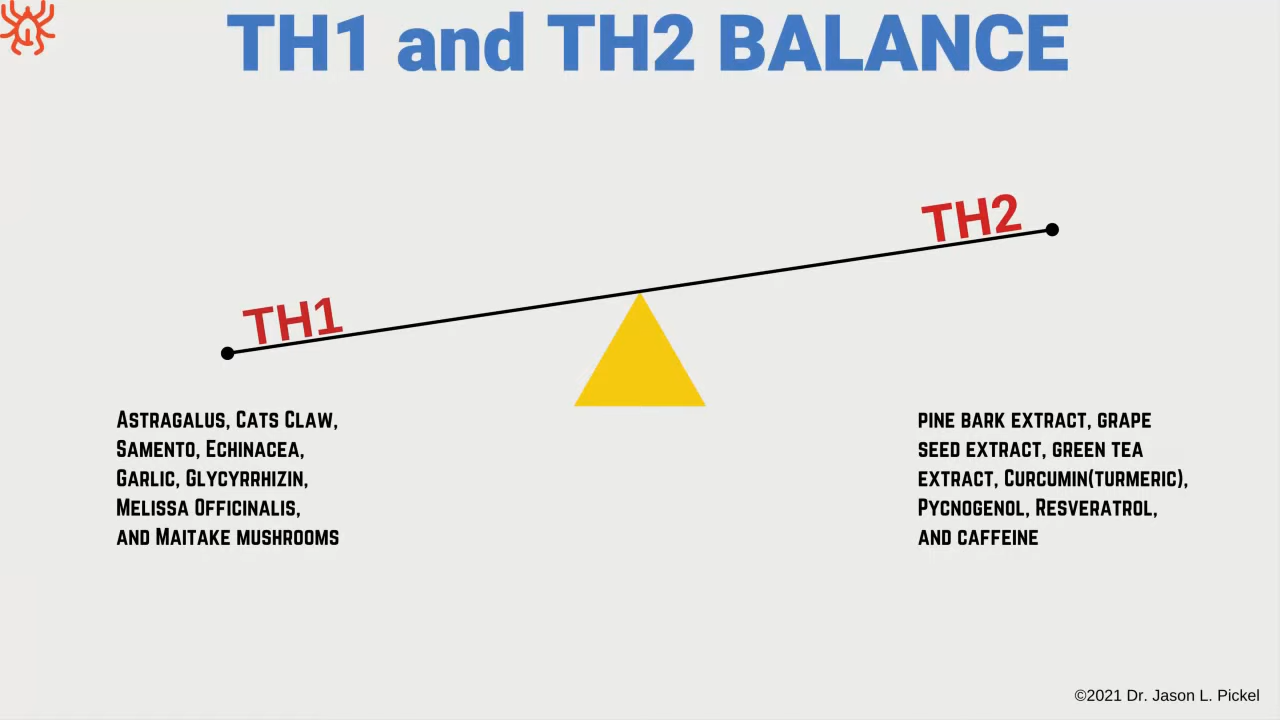 TH1 and TH2 BALANCE
TH1
TH2
Astragalus, Cats Claw,
Samento, Echinacea,
Garlic, Glycyrrhizin,
Melissa Officinalis,
and Maitake mushrooms
pine bark extract, grape
seed extract, green tea
extract, Curcumin(turmeric),
Pycnogenol, Resveratrol,
and caffeine
©2021 Dr. Jason L. Pickel